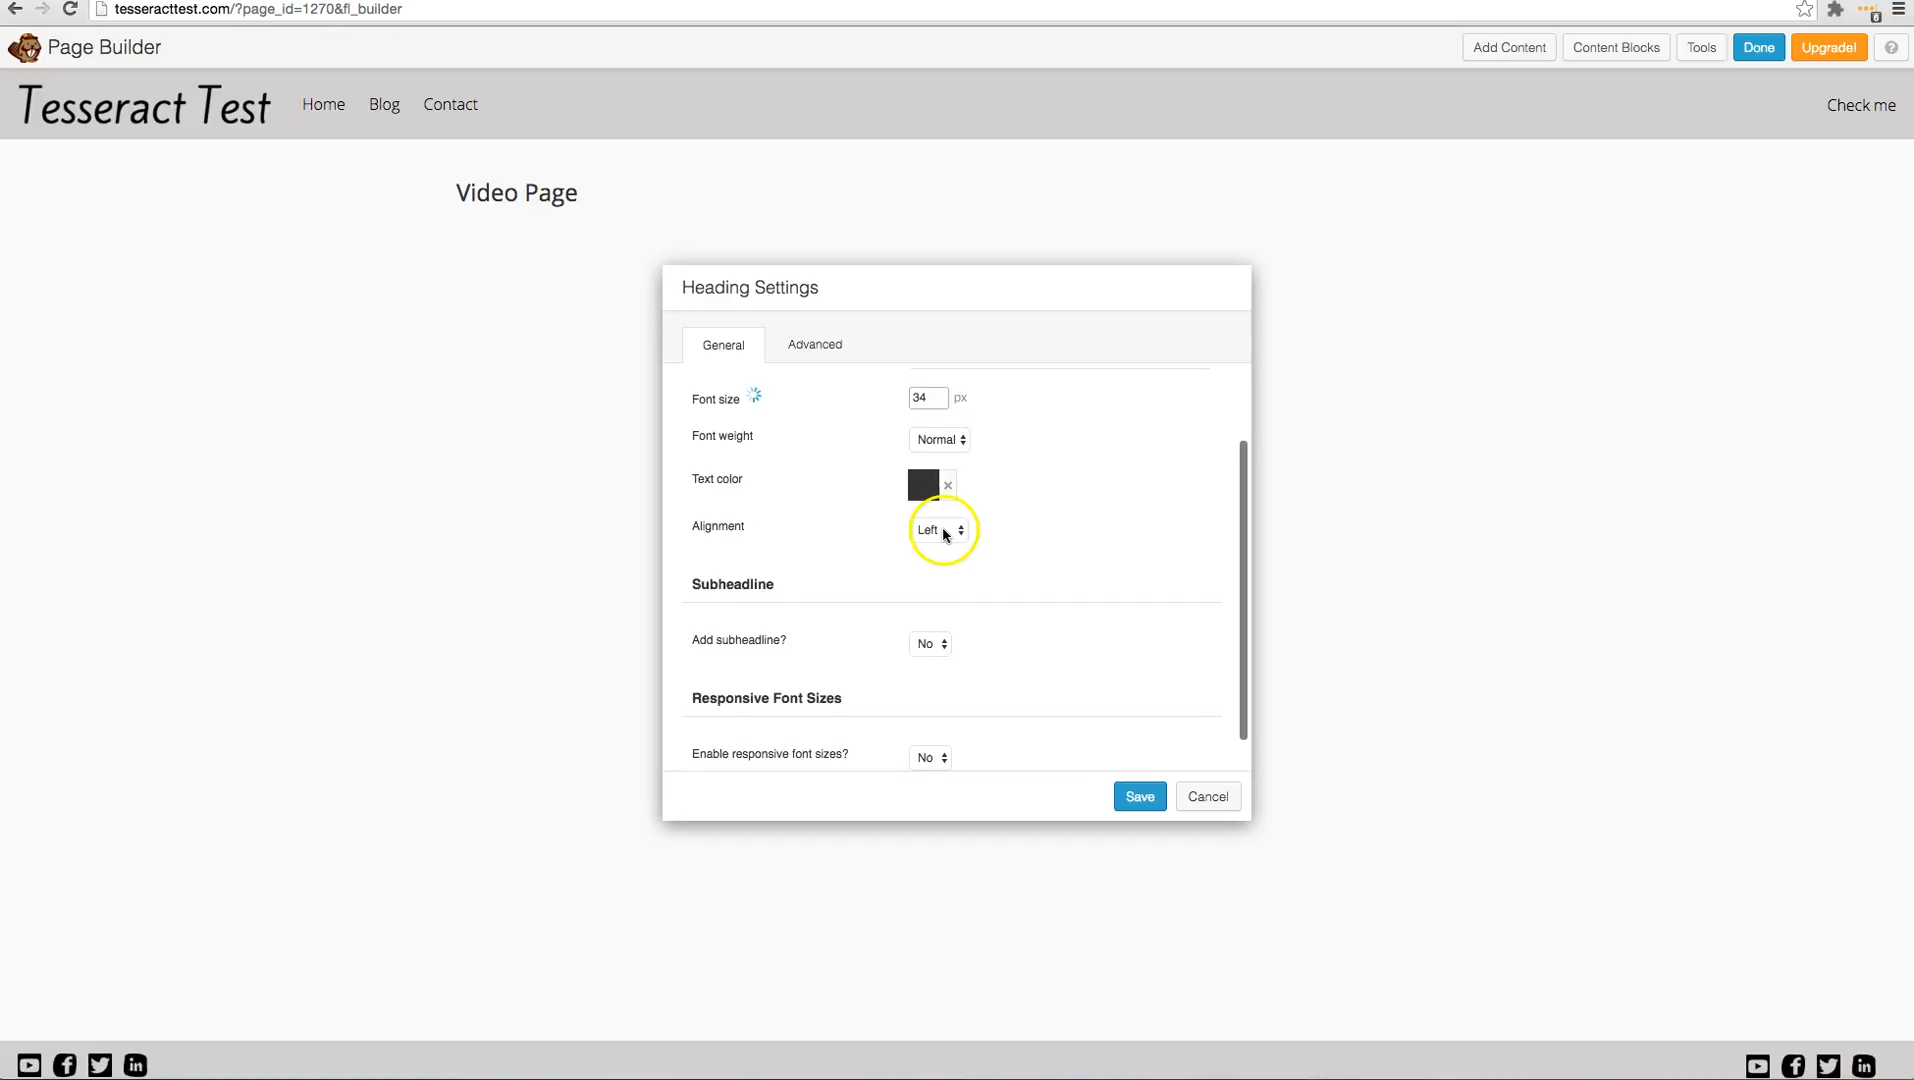 tesseracttest.com/?page_id=1270&fl_builder
Page Builder
Add Content
Content Blocks
Tools
Done
Upgrade!
?
Tesseract Test
Home
Blog
Contact
Check me
Video Page
Heading Settings
General
Advanced
Font size
34
px
Font weight
Normal
Text color
Alignment
Left
Subheadline
Add subheadline?
No
Responsive Font Sizes
Enable responsive font sizes?
No
Save
Cancel